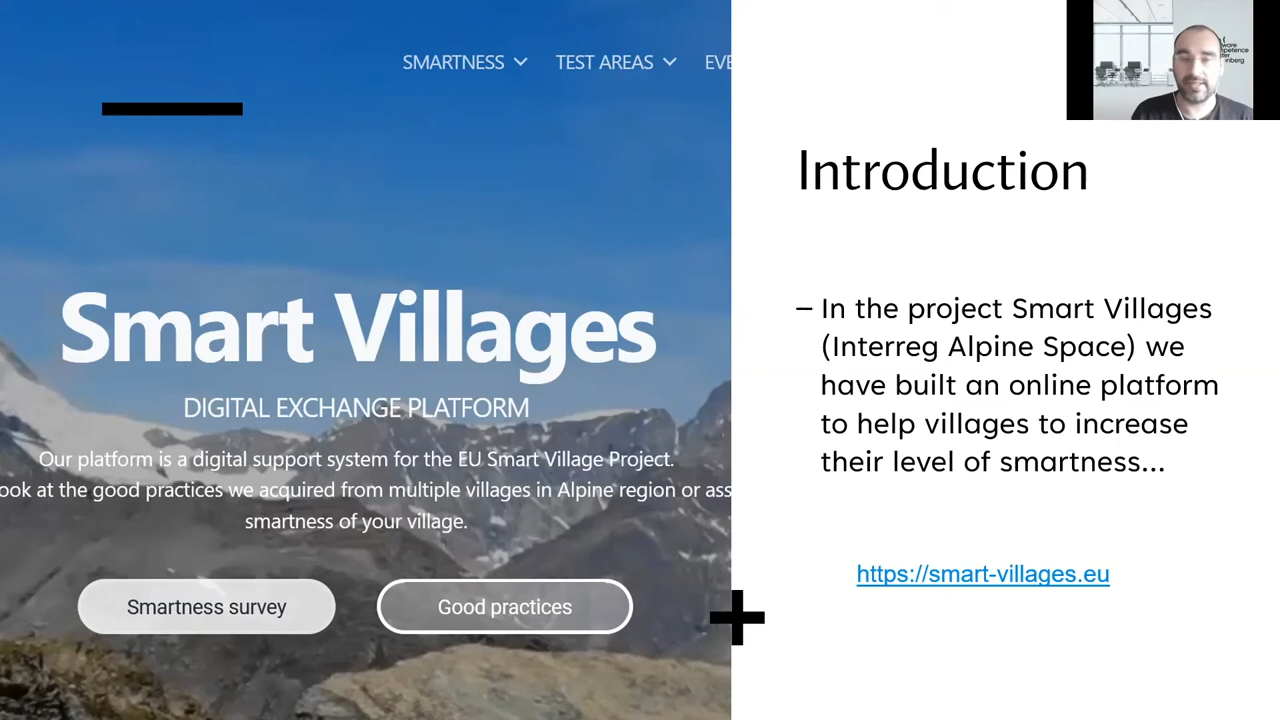 SMARTNESS
TEST AREAS
EVE
Smart Villages
DIGITAL EXCHANGE PLATFORM
Our platform is a digital support system for the EU Smart Village Project.
ook at the good practices we acquired from multiple villages in Alpine region or ass
smartness of your village.
Smartness survey
Good practices
Introduction
– In the project Smart Villages
(Interreg Alpine Space) we
have built an online platform
to help villages to increase
their level of smartness...
https://smart-villages.eu